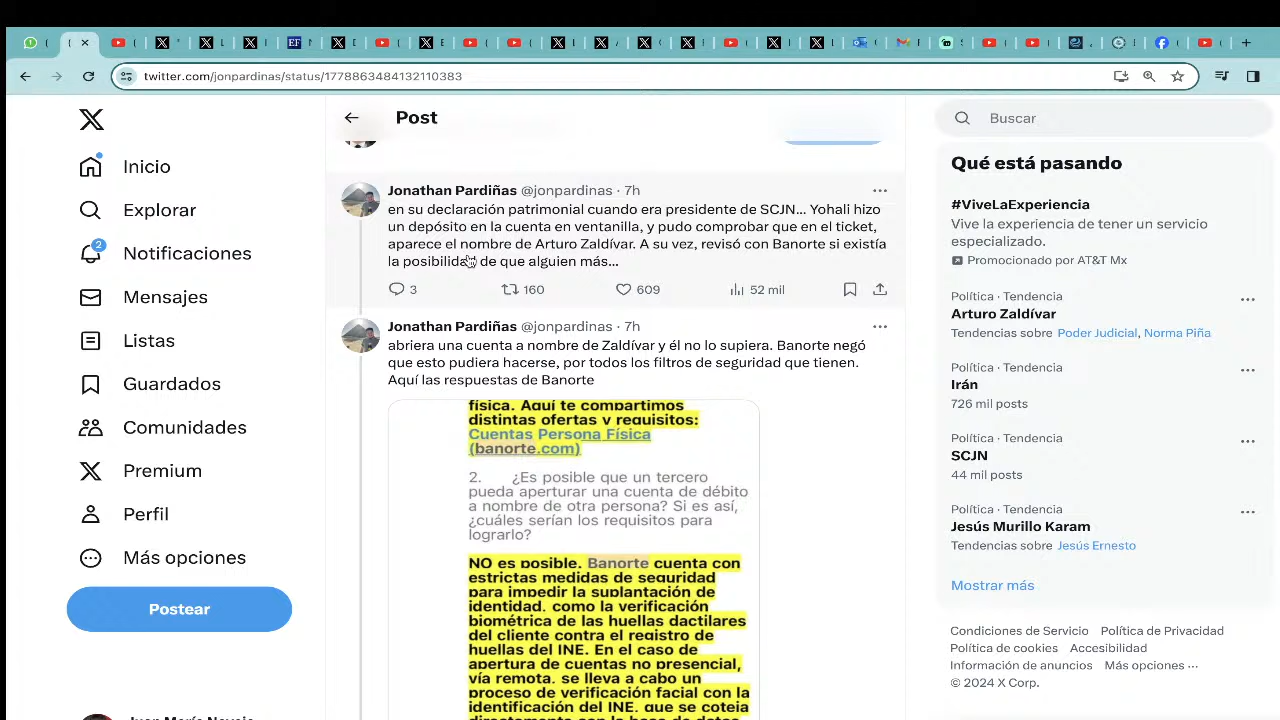 twitter.com/jonpardinas/status/1778863484132110383
Inicio
Explorar
2
Notificaciones
Mensajes
Listas
Guardados
Comunidades
Premium
Perfil
Más opciones
Postear
Post
Jonathan Pardiñas @jonpardinas · 7h
en su declaración patrimonial cuando era presidente de SCJN... Yohali hizo
un depósito en la cuenta en ventanilla, y pudo comprobar que en el ticket,
aparece el nombre de Arturo Zaldívar. A su vez, revisó con Banorte si existía
la posibilidad de que alguien más...
3 160 609 52 mil
Jonathan Pardiñas @jonpardinas · 7h
abriera una cuenta a nombre de Zaldívar y él no lo supiera. Banorte negó
que esto pudiera hacerse, por todos los filtros de seguridad que tienen.
Aquí las respuestas de Banorte
física. Aquí te compartimos
distintas ofertas y requisitos:
Cuentas Persona Física
(banorte.com)
2. ¿Es posible que un tercero
pueda aperturar una cuenta de débito
a nombre de otra persona? Si es así,
¿cuáles serían los requisitos para
lograrlo?
NO es posible. Banorte cuenta con
estrictas medidas de seguridad
para impedir la suplantación de
identidad, como la verificación
biométrica de las huellas dactilares
del cliente contra el registro de
huellas del INE. En el caso de
apertura de cuentas no presencial,
vía remota, se lleva a cabo un
proceso de verificación facial con la
identificación del INE, que se coteja
Buscar
Qué está pasando
#ViveLaExperiencia
Vive la experiencia de tener un servicio
especializado.
Promocionado por AT&T Mx
Política · Tendencia
Arturo Zaldívar
Tendencias sobre Poder Judicial, Norma Piña
Política · Tendencia
Irán
726 mil posts
Política · Tendencia
SCJN
44 mil posts
Política · Tendencia
Jesús Murillo Karam
Tendencias sobre Jesús Ernesto
Mostrar más
Condiciones de Servicio Política de Privacidad
Política de cookies Accesibilidad
Información de anuncios Más opciones ···
© 2024 X Corp.